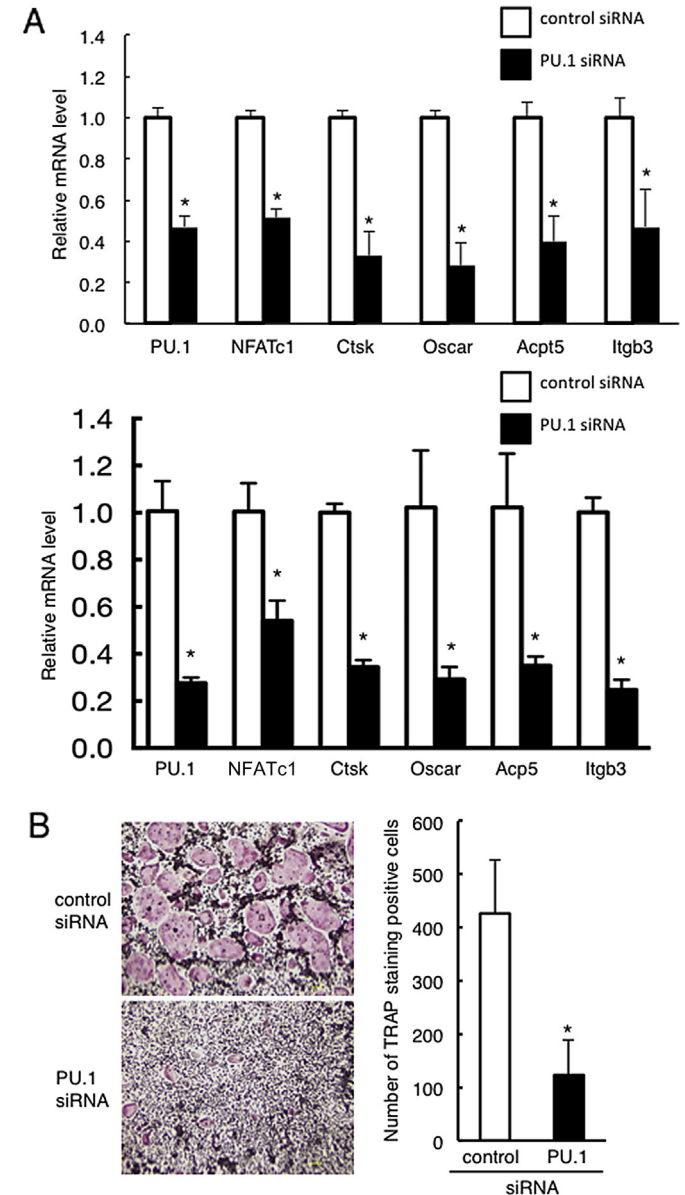 A
control siRNA
PU.1 siRNA
Relative mRNA level
1.4
1.2
1.0
0.8
0.6
0.4
0.2
0.0
* * * * * *
PU.1 NFATc1 Ctsk Oscar Acpt5 Itgb3
control siRNA
PU.1 siRNA
Relative mRNA level
1.4
1.2
1.0
0.8
0.6
0.4
0.2
0.0
* * * * * *
PU.1 NFATc1 Ctsk Oscar Acp5 Itgb3
B
control
siRNA
PU.1
siRNA
Number of TRAP staining positive cells
600
500
400
300
200
100
0
*
control PU.1
siRNA